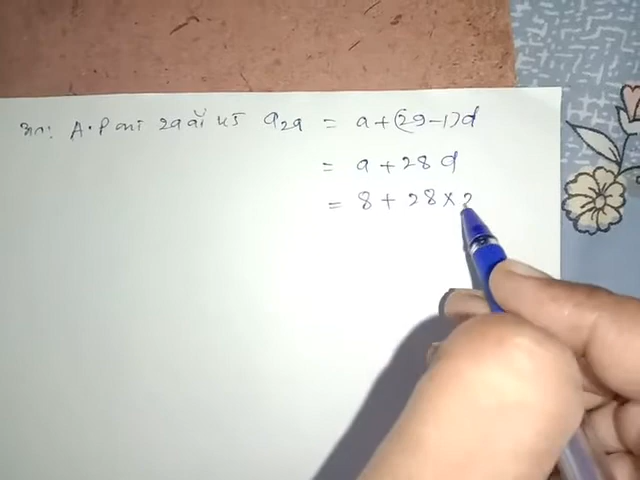 अतः A.P का 29वाँ पद a₂₉ = a+(29-1)d
= a+28d
= 8+28×2